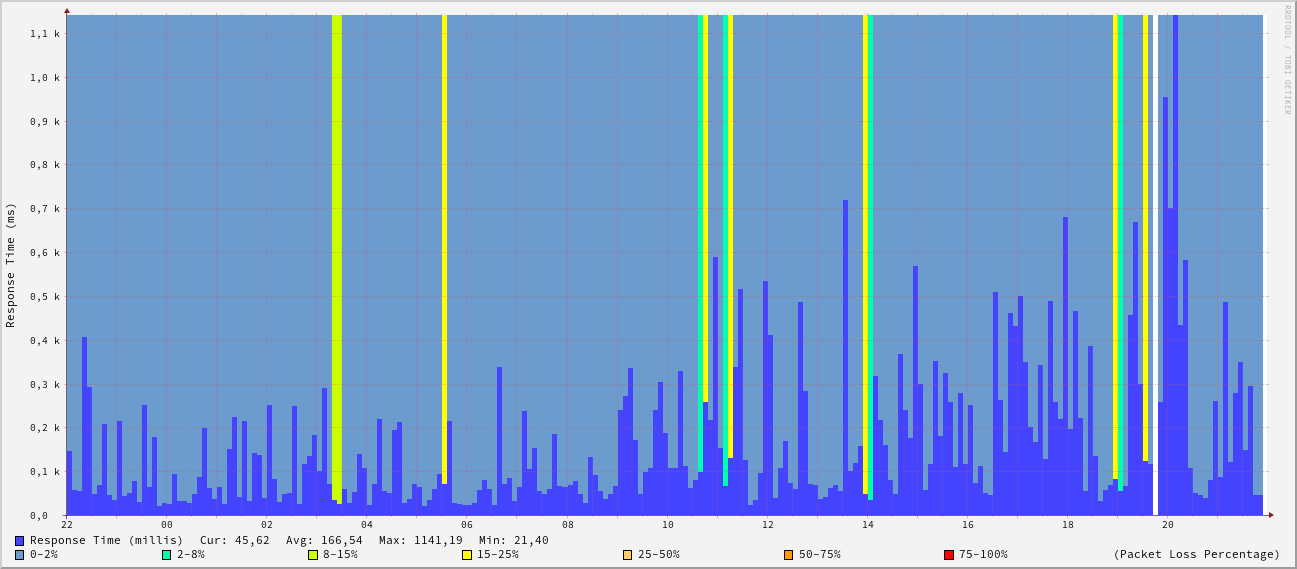 RRDTOOL / TOBI OETIKER
Response Time (ms)
1,1 k
1,0 k
0,9 k
0,8 k
0,7 k
0,6 k
0,5 k
0,4 k
0,3 k
0,2 k
0,1 k
0,0
22 00 02 04 06 08 10 12 14 16 18 20
Response Time (millis) Cur: 45,62 Avg: 166,54 Max: 1141,19 Min: 21,40
0-2% 2-8% 8-15% 15-25% 25-50% 50-75% 75-100% (Packet Loss Percentage)